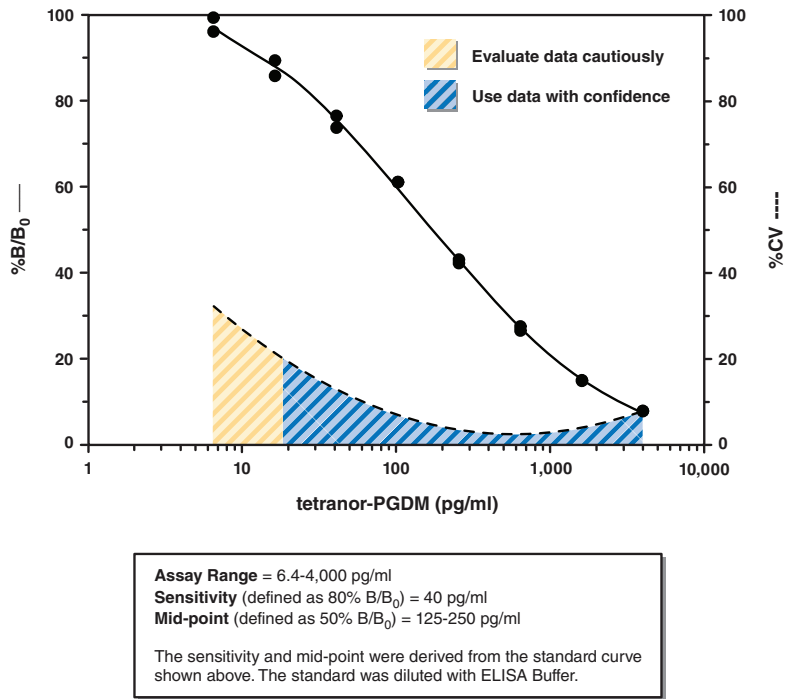 100
80
60
40
20
0
%B/B0
100
80
60
40
20
0
%CV ----
Evaluate data cautiously
Use data with confidence
1
10
100
1,000
10,000
tetranor-PGDM (pg/ml)
Assay Range = 6.4-4,000 pg/ml
Sensitivity (defined as 80% B/B0) = 40 pg/ml
Mid-point (defined as 50% B/B0) = 125-250 pg/ml
The sensitivity and mid-point were derived from the standard curve
shown above. The standard was diluted with ELISA Buffer.